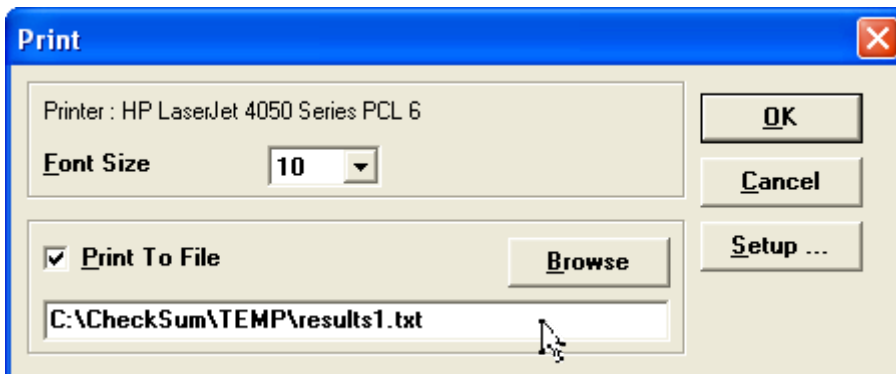 Print
Printer : HP LaserJet 4050 Series PCL 6
Font Size
10
OK
Cancel
Setup ...
Print To File
Browse
C:\CheckSum\TEMP\results1.txt